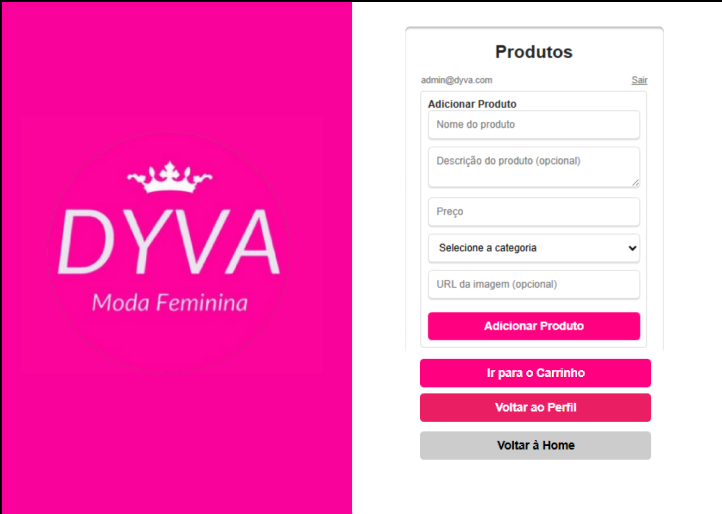 DYVA
Moda Feminina
Produtos
admin@dyva.com
Sair
Adicionar Produto
Nome do produto
Descrição do produto (opcional)
Preço
Selecione a categoria
URL da imagem (opcional)
Adicionar Produto
Ir para o Carrinho
Voltar ao Perfil
Voltar à Home